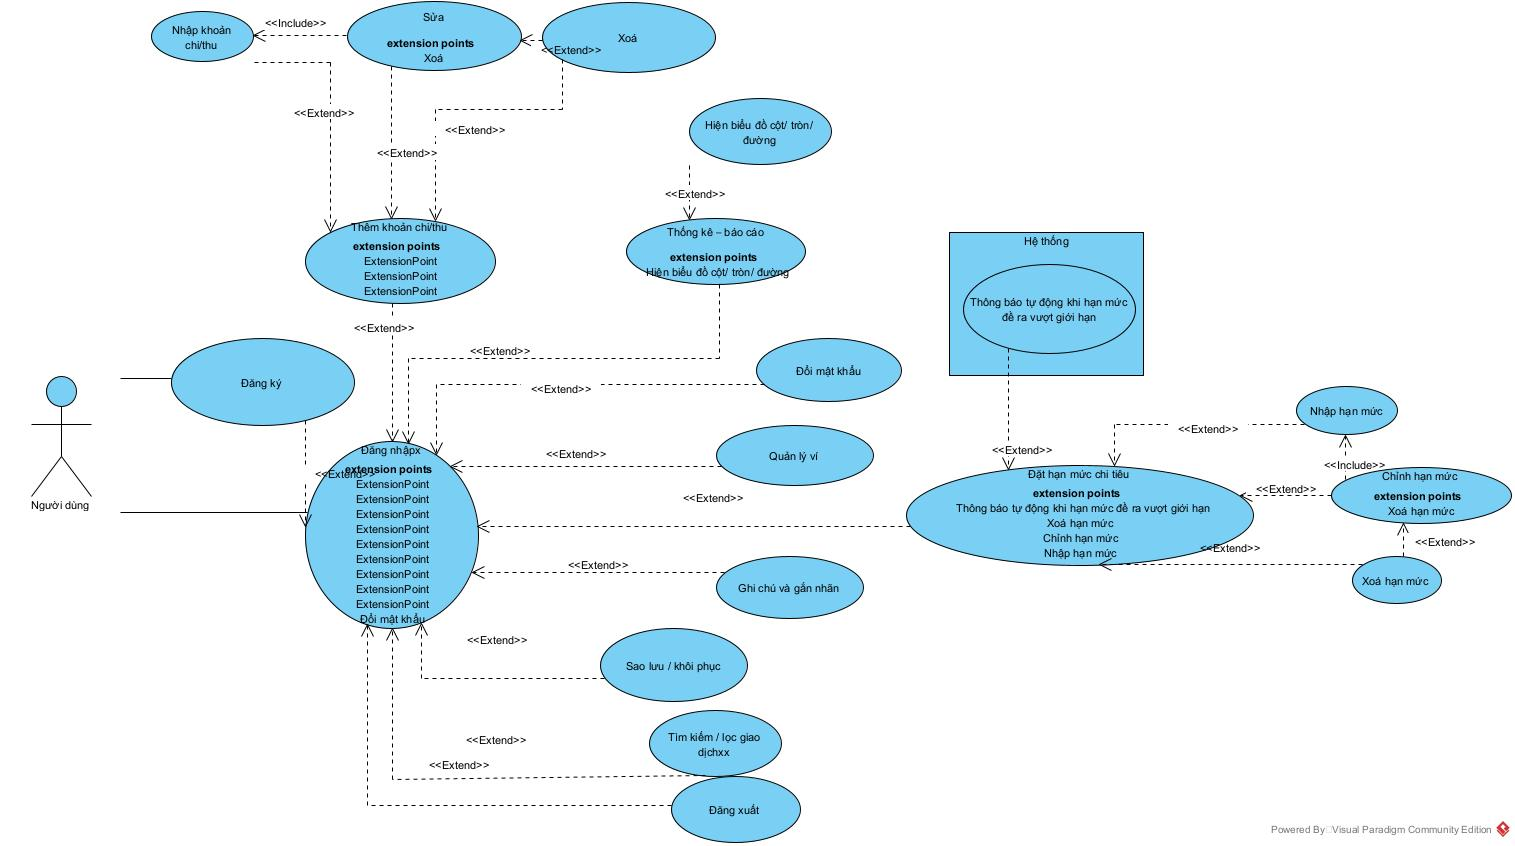 Nhập khoản
chi/thu
<<Include>>
Sửa
extension points
Xoá
<<Extend>>
Xoá
<<Extend>>
<<Extend>>
<<Extend>>
Hiện biểu đồ cột/ tròn/
đường
<<Extend>>
Thêm khoản chi/thu
extension points
ExtensionPoint
ExtensionPoint
ExtensionPoint
Thống kê – báo cáo
extension points
Hiện biểu đồ cột/ tròn/ đường
Hệ thống
Thông báo tự động khi hạn mức
đề ra vượt giới hạn
<<Extend>>
<<Extend>>
Đăng ký
Đổi mật khẩu
<<Extend>>
Nhập hạn mức
<<Extend>>
<<Extend>>
Người dùng
<<Extend>>
Đăng nhậpx
extension points
ExtensionPoint
ExtensionPoint
ExtensionPoint
ExtensionPoint
ExtensionPoint
ExtensionPoint
ExtensionPoint
ExtensionPoint
ExtensionPoint
Đổi mật khẩu
<<Extend>>
Quản lý ví
<<Extend>>
Đặt hạn mức chi tiêu
extension points
Thông báo tự động khi hạn mức đề ra vượt giới hạn
Xoá hạn mức
Chỉnh hạn mức
Nhập hạn mức
<<Include>>
<<Extend>>
Chỉnh hạn mức
extension points
Xoá hạn mức
<<Extend>>
<<Extend>>
Xoá hạn mức
<<Extend>>
Ghi chú và gắn nhãn
<<Extend>>
Sao lưu / khôi phục
<<Extend>>
<<Extend>>
Tìm kiếm / lọc giao
dịchxx
Đăng xuất
Powered By Visual Paradigm Community Edition